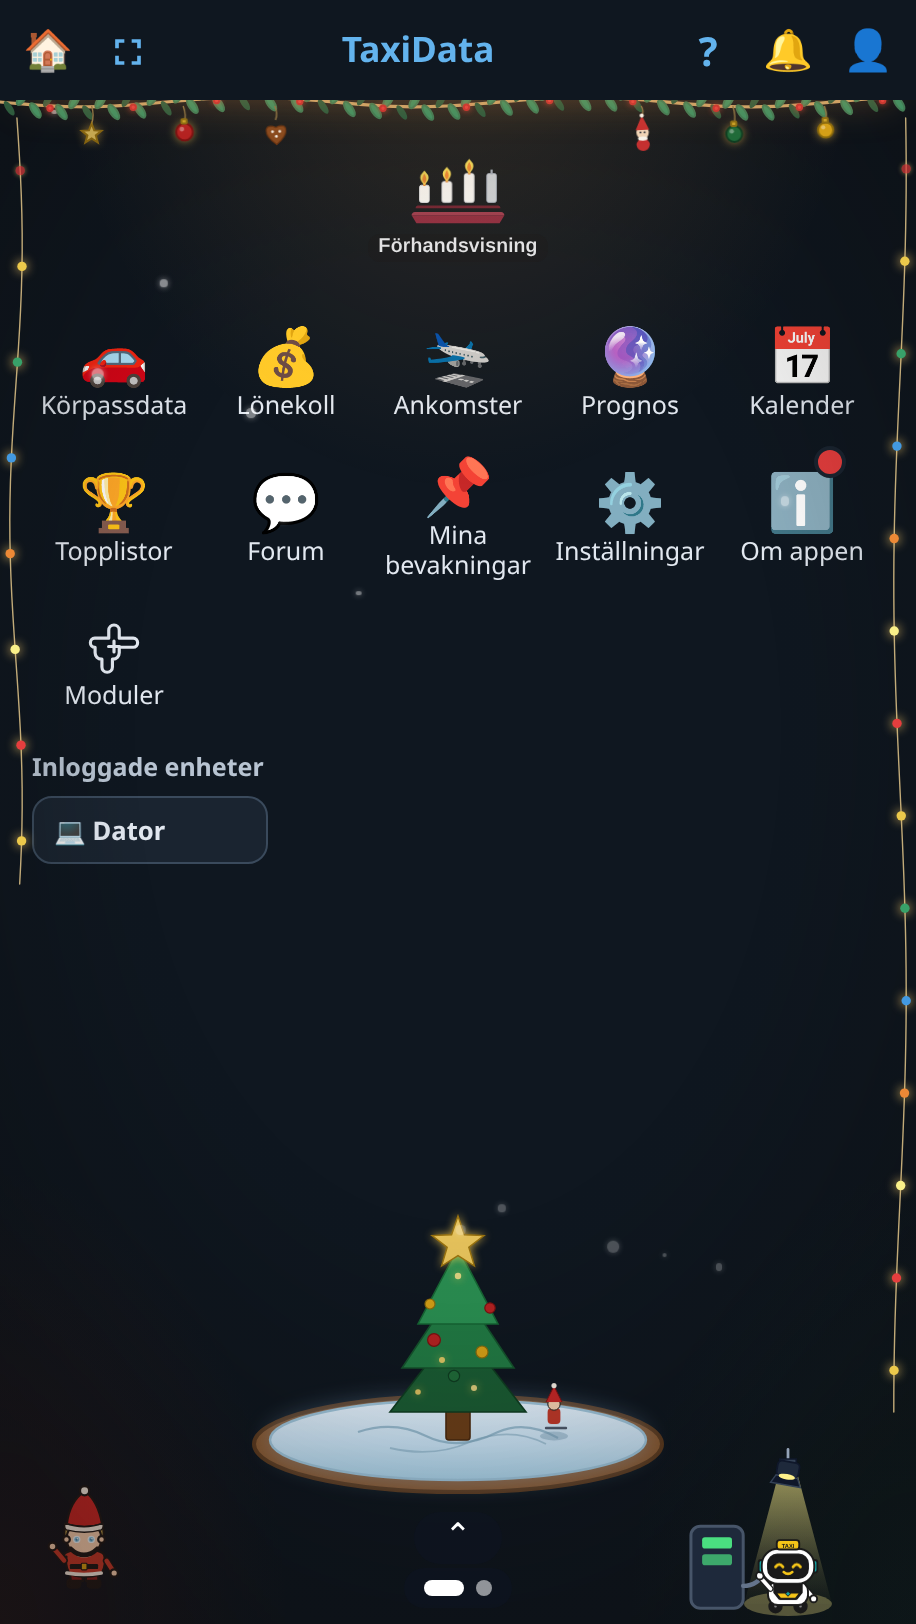 TaxiData
?
Förhandsvisning
Körpassdata
Lönekoll
Ankomster
Prognos
July
17
Kalender
Topplistor
Forum
Mina
bevakningar
Inställningar
Om appen
Moduler
Inloggade enheter
Dator
TAXI